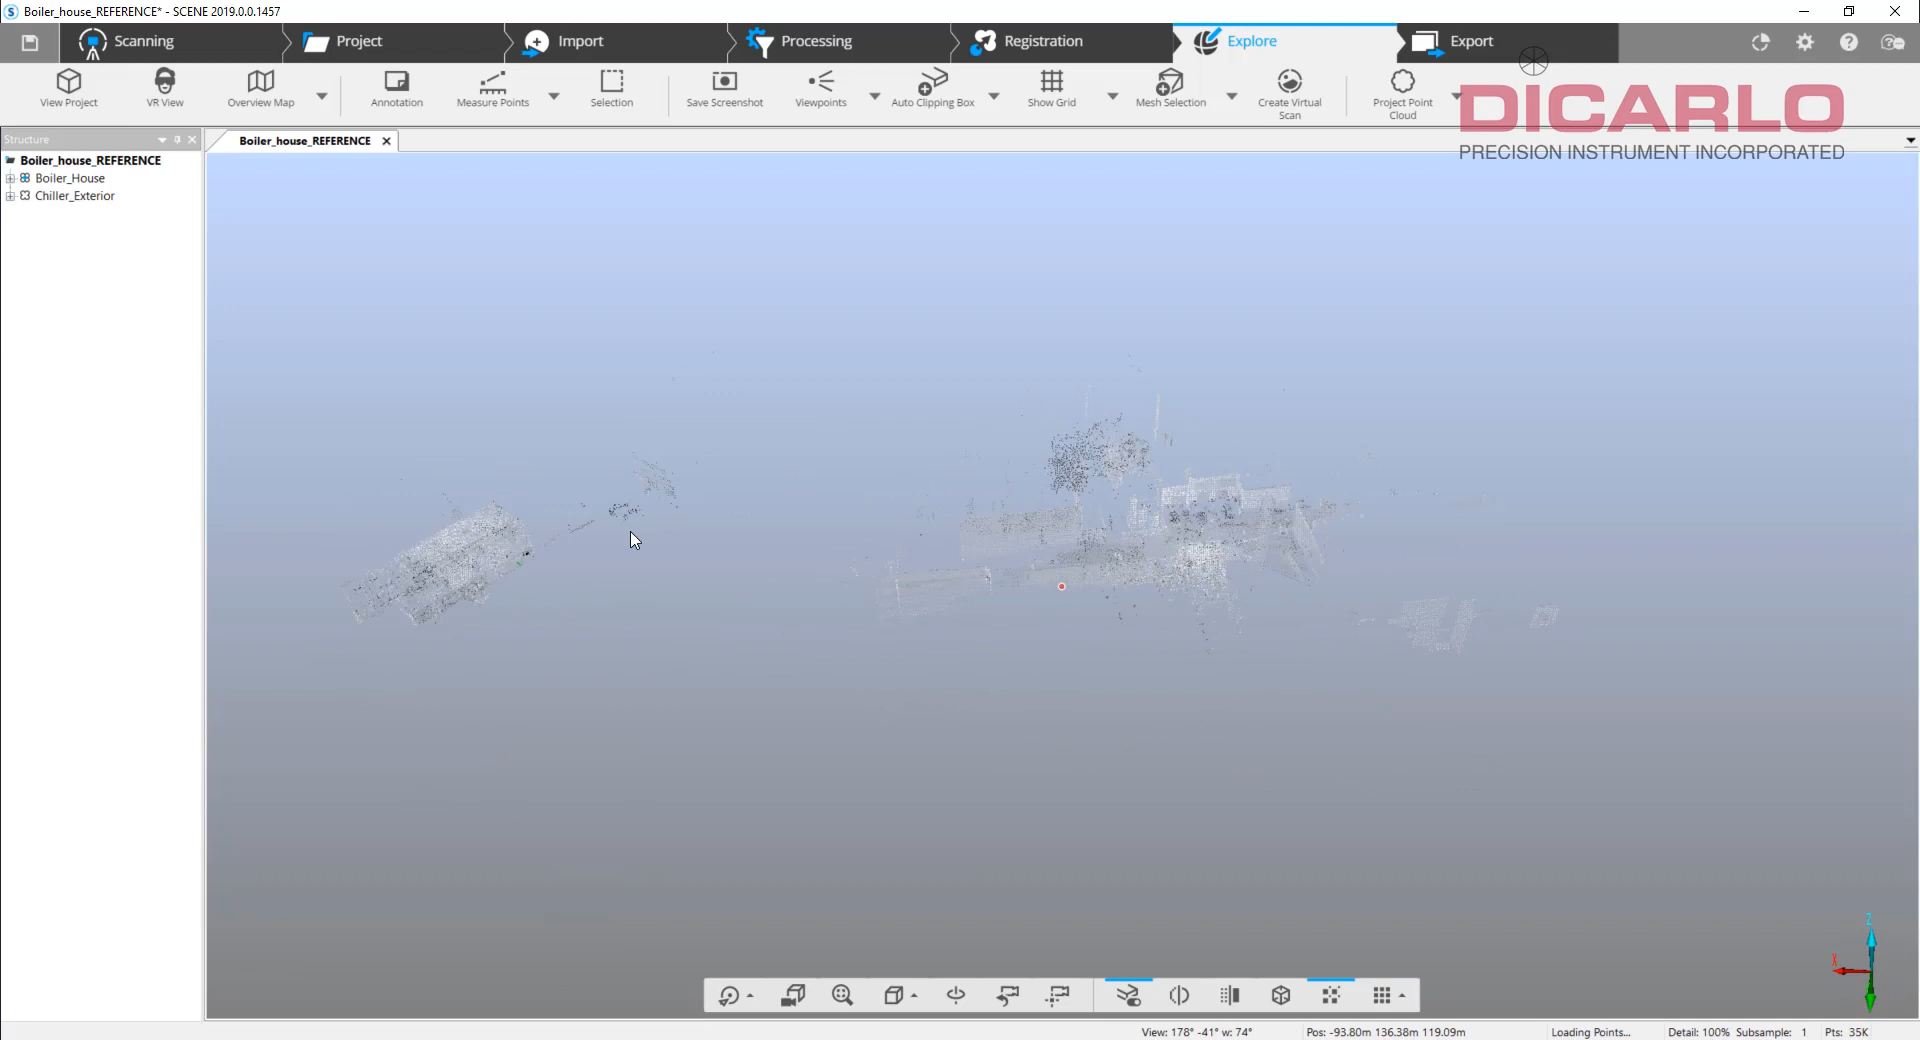 Boiler_house_REFERENCE* - SCENE 2019.0.0.1457
Scanning
Project
Import
Processing
Registration
Explore
Export
View Project
VR View
Overview Map
Annotation
Measure Points
Selection
Save Screenshot
Viewpoints
Auto Clipping Box
Show Grid
Mesh Selection
Create Virtual
Scan
Project Point
Cloud
DICARLO
PRECISION INSTRUMENT INCORPORATED
Structure
Boiler_house_REFERENCE
Boiler_house_REFERENCE
Boiler_House
Chiller_Exterior
Z
X
View: 178° -41° w: 74°
Pos: -93.80m 136.38m 119.09m
Loading Points...
Detail: 100% Subsample: 1 Pts: 35K